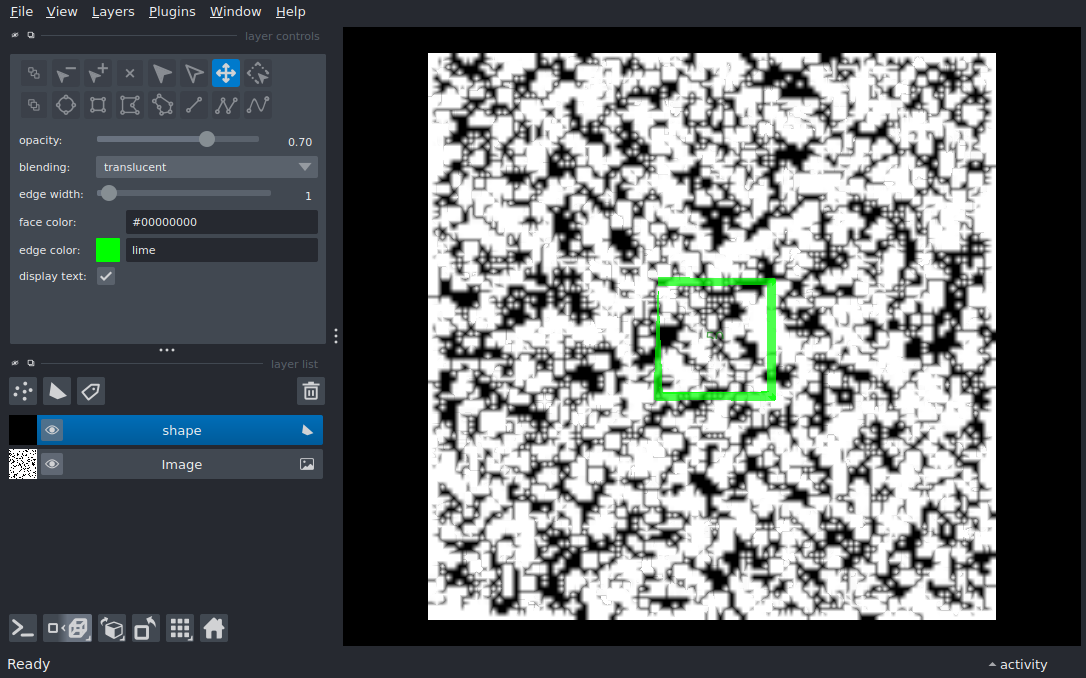 File View Layers Plugins Window Help
layer controls
opacity: 0.70
blending: translucent
edge width: 1
face color: #00000000
edge color: lime
display text:
layer list
shape
Image
Ready
activity